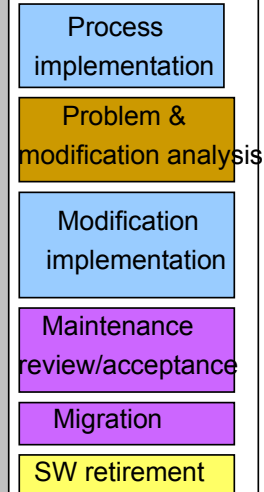 Process
implementation
Problem &
modification analysis
Modification
implementation
Maintenance
review/acceptance
Migration
SW retirement